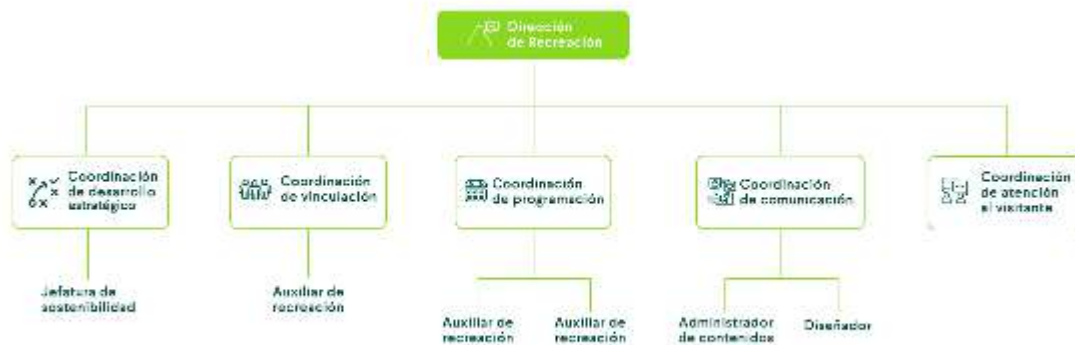 Dirección
de Recreación
Coordinación
de desarrollo
estratégico
Coordinación
de vinculación
Coordinación
de programación
Coordinación
de comunicación
Coordinación
de atención
al visitante
Jefatura de
sostenibilidad
Auxiliar de
recreación
Auxiliar de
recreación
Auxiliar de
recreación
Administrador
de contenidos
Diseñador